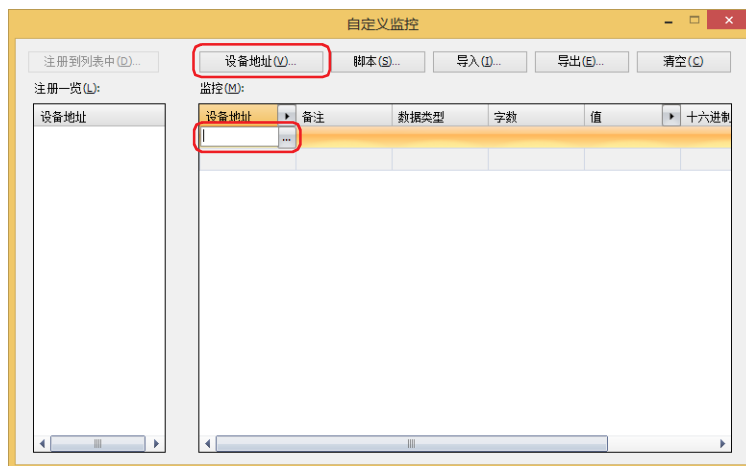 自定义监控
注册到列表中(D)... 设备地址(V)... 脚本(S)... 导入(I)... 导出(E)... 清空(C)
注册一览(L): 监控(M):
设备地址 设备地址 备注 数据类型 字数 值 十六进制
...